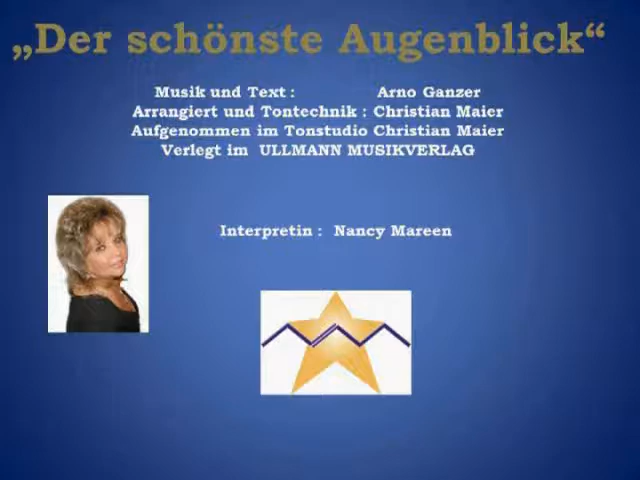 „Der schönste Augenblick“
Musik und Text : Arno Ganzer
Arrangiert und Tontechnik : Christian Maier
Aufgenommen im Tonstudio Christian Maier
Verlegt im ULLMANN MUSIKVERLAG
Interpretin : Nancy Mareen